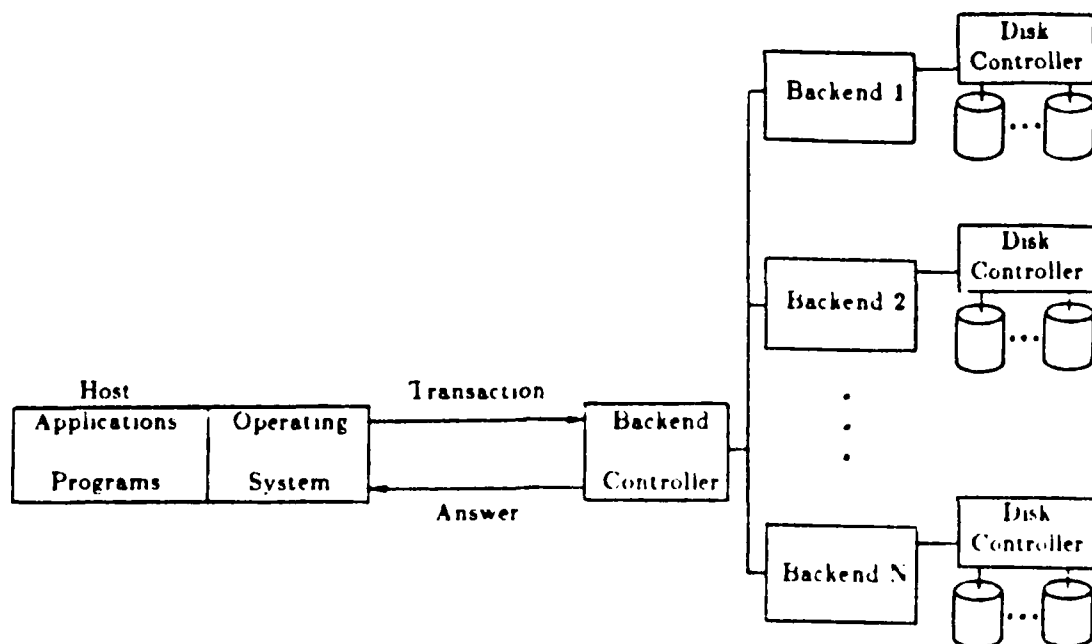 Disk
Controller
Backend 1
...
Disk
Controller
Backend 2
...
Host
Applications
Programs
Operating
System
Transaction
Answer
Backend
Controller
Disk
Controller
Backend N
...